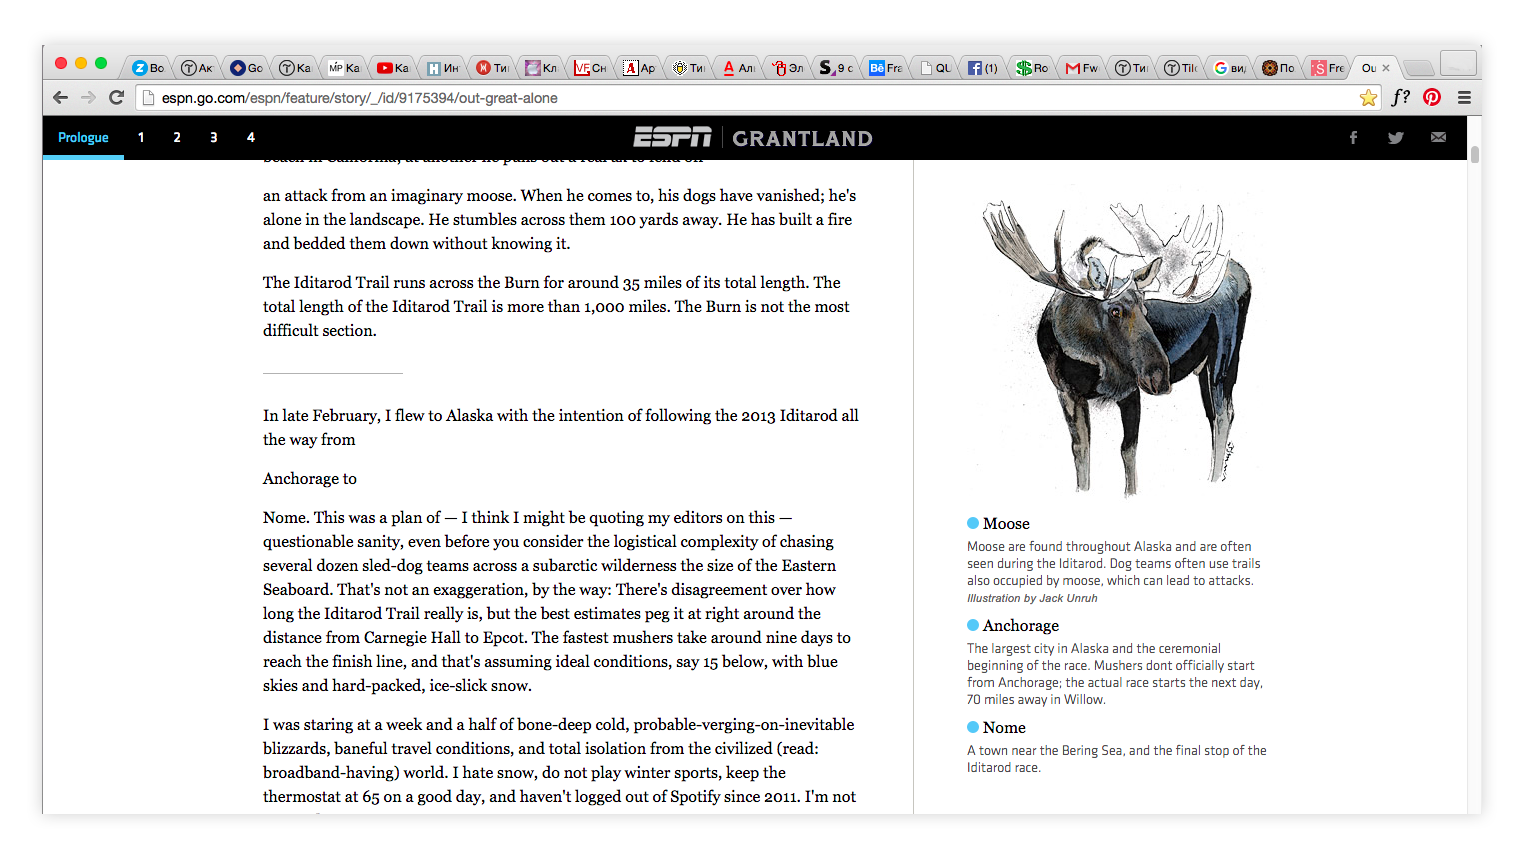 Во
Ак
Go
Ка
МР Ка
Ка
Н Ин
Ти
Кл
VF Сн
А Ар
Ти
А Ал
Эл
S 9 с
Bē Fra
QU
(1)
Ro
Fw
Ти
Tilc
G ви
По
Fre
Ou ×
espn.go.com/espn/feature/story/_/id/9175394/out-great-alone
f?
Prologue 1 2 3 4
ESPN GRANTLAND
an attack from an imaginary moose. When he comes to, his dogs have vanished; he's
alone in the landscape. He stumbles across them 100 yards away. He has built a fire
and bedded them down without knowing it.
The Iditarod Trail runs across the Burn for around 35 miles of its total length. The
total length of the Iditarod Trail is more than 1,000 miles. The Burn is not the most
difficult section.
In late February, I flew to Alaska with the intention of following the 2013 Iditarod all
the way from
Anchorage to
Nome. This was a plan of — I think I might be quoting my editors on this —
questionable sanity, even before you consider the logistical complexity of chasing
several dozen sled-dog teams across a subarctic wilderness the size of the Eastern
Seaboard. That's not an exaggeration, by the way: There's disagreement over how
long the Iditarod Trail really is, but the best estimates peg it at right around the
distance from Carnegie Hall to Epcot. The fastest mushers take around nine days to
reach the finish line, and that's assuming ideal conditions, say 15 below, with blue
skies and hard-packed, ice-slick snow.
I was staring at a week and a half of bone-deep cold, probable-verging-on-inevitable
blizzards, baneful travel conditions, and total isolation from the civilized (read:
broadband-having) world. I hate snow, do not play winter sports, keep the
thermostat at 65 on a good day, and haven't logged out of Spotify since 2011. I'm not
Moose
Moose are found throughout Alaska and are often
seen during the Iditarod. Dog teams often use trails
also occupied by moose, which can lead to attacks.
Illustration by Jack Unruh
Anchorage
The largest city in Alaska and the ceremonial
beginning of the race. Mushers dont officially start
from Anchorage; the actual race starts the next day,
70 miles away in Willow.
Nome
A town near the Bering Sea, and the final stop of the
Iditarod race.